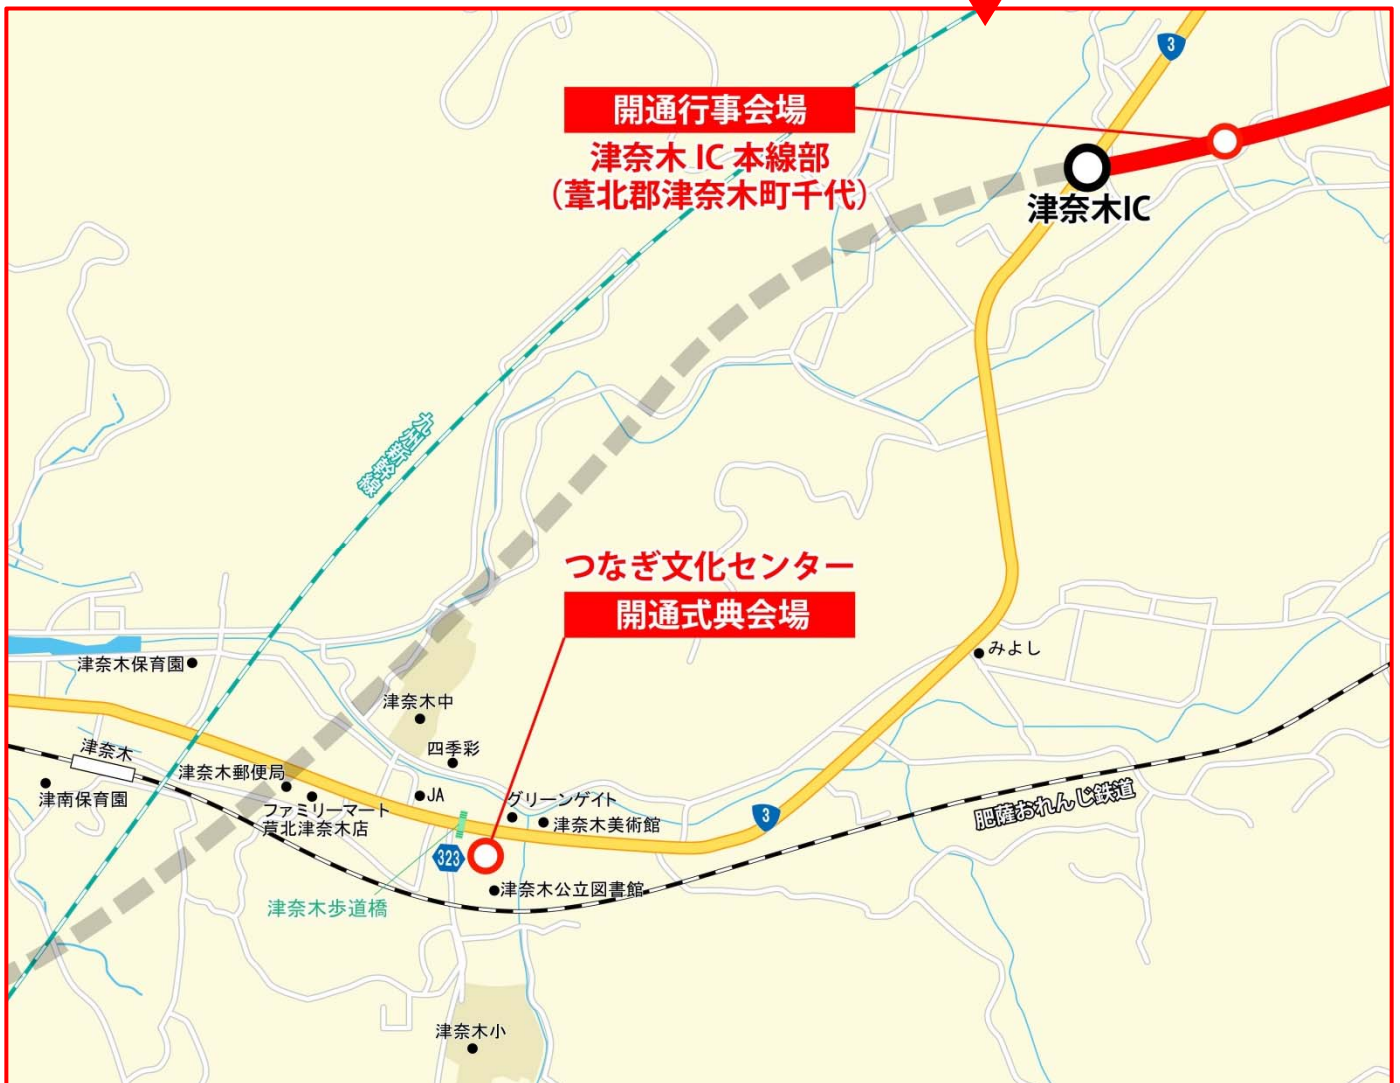 3
開通行事会場
津奈木 IC 本線部
(葦北郡津奈木町千代)
津奈木IC
九州新幹線
つなぎ文化センター
開通式典会場
みよし
津奈木保育園
津奈木中
四季彩
津奈木
津奈木郵便局
JA
グリーンゲイト
津南保育園
ファミリーマート
芦北津奈木店
津奈木美術館
3
肥薩おれんじ鉄道
323
津奈木公立図書館
津奈木歩道橋
津奈木小